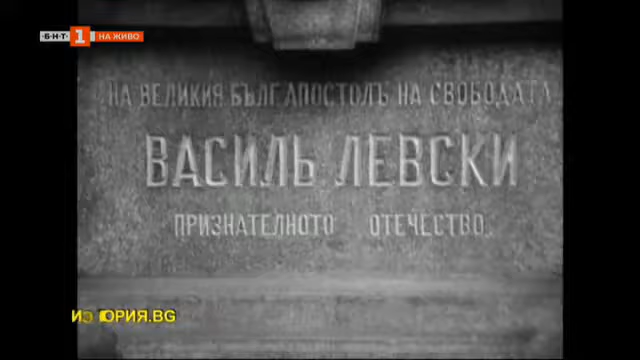 БНТ 1 НА ЖИВО
НА ВЕЛИКИЯ БЪЛГ. АПОСТОЛЪ НА СВОБОДАТА
ВАСИЛЬ ЛЕВСКИ
ПРИЗНАТЕЛНОТО ОТЕЧЕСТВО.
ИСТОРИЯ.BG